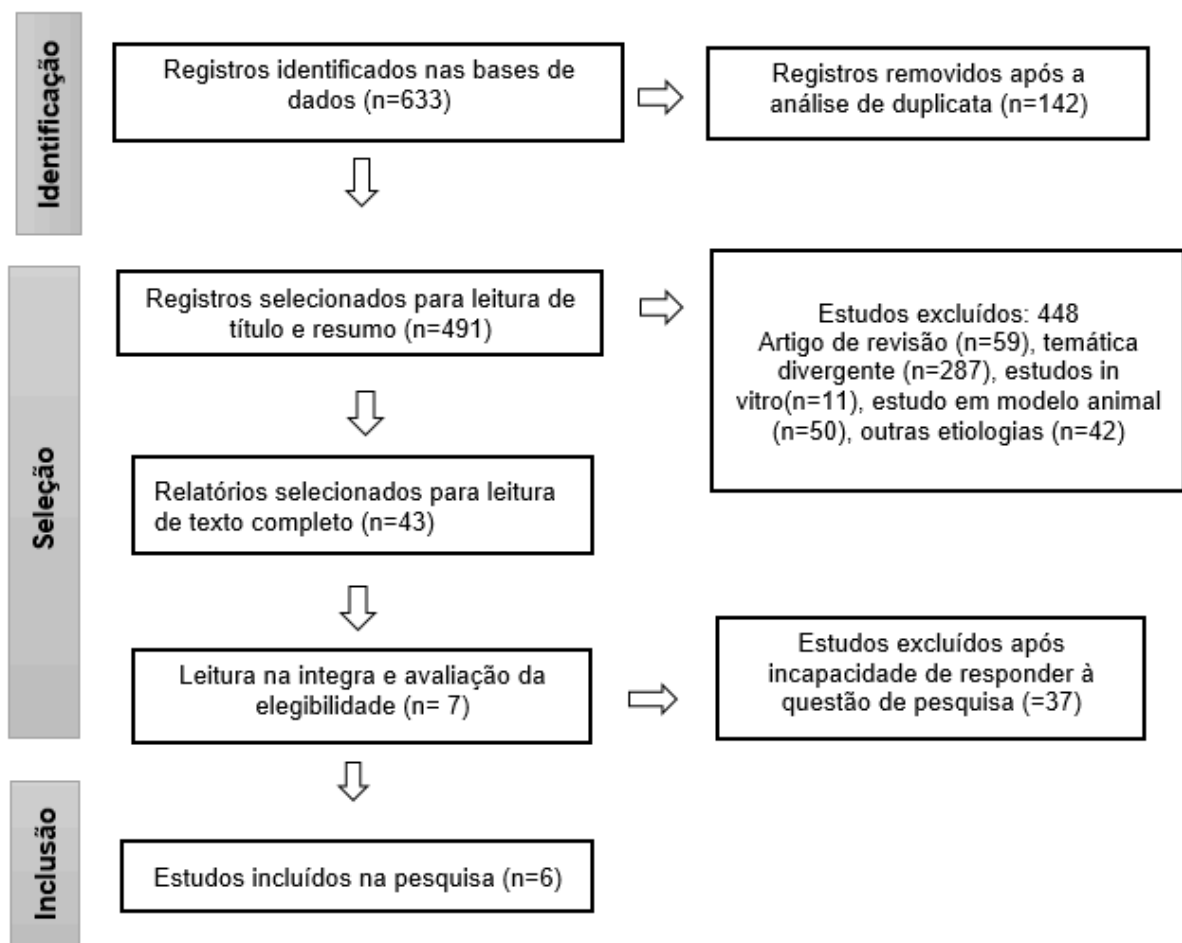 Identificação
Registros identificados nas bases de
dados (n=633)
Registros removidos após a
análise de duplicata (n=142)
Seleção
Registros selecionados para leitura de
título e resumo (n=491)
Estudos excluídos: 448
Artigo de revisão (n=59), temática
divergente (n=287), estudos in
vitro(n=11), estudo em modelo animal
(n=50), outras etiologias (n=42)
Relatórios selecionados para leitura
de texto completo (n=43)
Leitura na integra e avaliação da
elegibilidade (n= 7)
Estudos excluídos após
incapacidade de responder à
questão de pesquisa (=37)
Inclusão
Estudos incluídos na pesquisa (n=6)